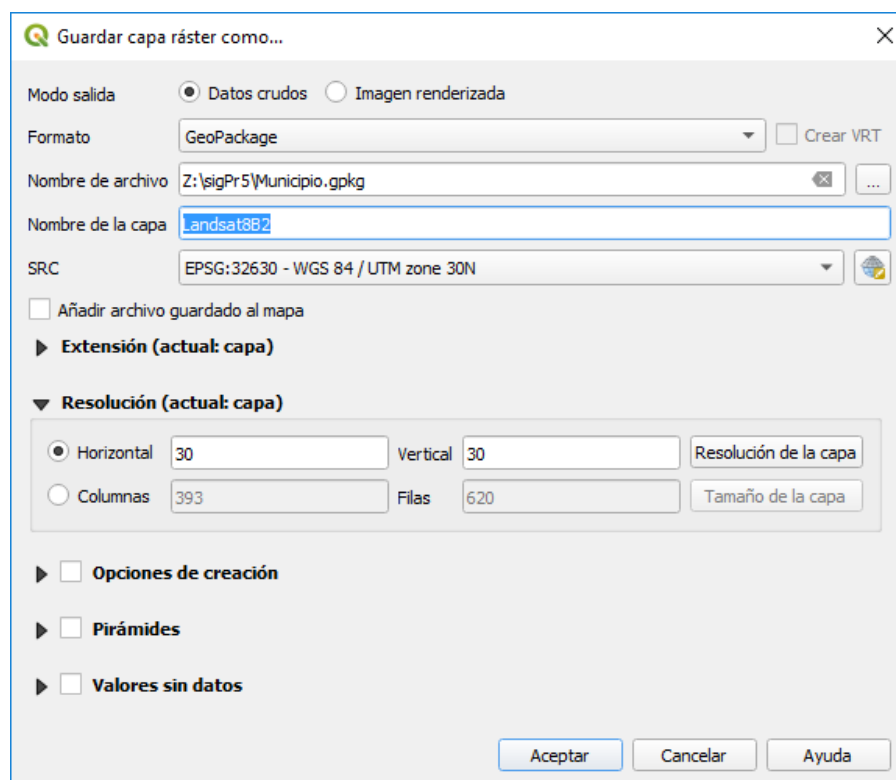 Guardar capa ráster como...
Modo salida Datos crudos Imagen renderizada
Formato GeoPackage Crear VRT
Nombre de archivo Z:\sigPr5\Municipio.gpkg ...
Nombre de la capa Landsat8B2
SRC EPSG:32630 - WGS 84 / UTM zone 30N
Añadir archivo guardado al mapa
Extensión (actual: capa)
Resolución (actual: capa)
Horizontal 30 Vertical 30 Resolución de la capa
Columnas 393 Filas 620 Tamaño de la capa
Opciones de creación
Pirámides
Valores sin datos
Aceptar Cancelar Ayuda